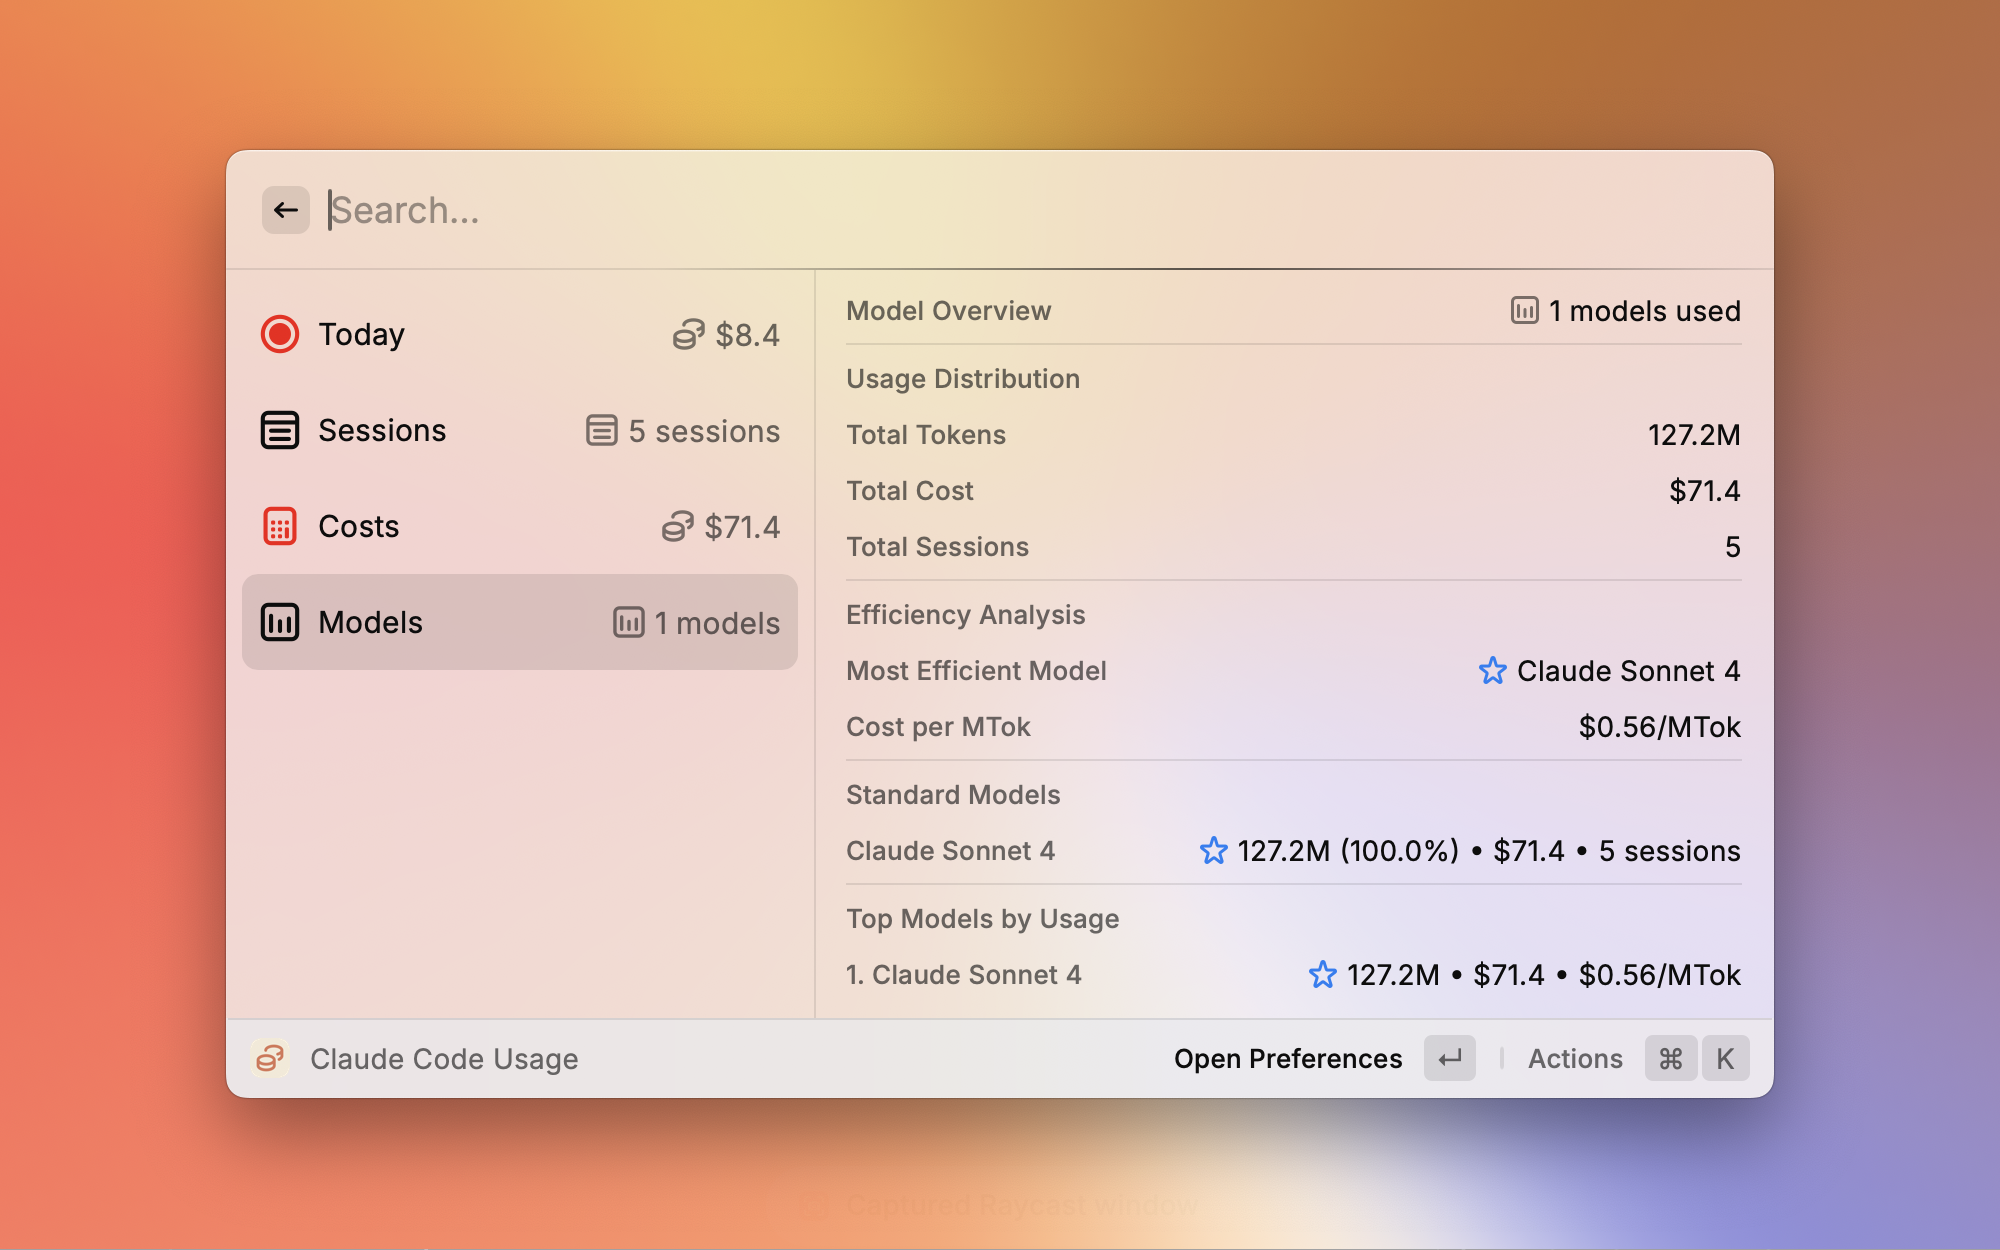 Search...
Today $8.4
Sessions 5 sessions
Costs $71.4
Models 1 models
Model Overview 1 models used
Usage Distribution
Total Tokens 127.2M
Total Cost $71.4
Total Sessions 5
Efficiency Analysis
Most Efficient Model Claude Sonnet 4
Cost per MTok $0.56/MTok
Standard Models
Claude Sonnet 4 127.2M (100.0%) • $71.4 • 5 sessions
Top Models by Usage
1. Claude Sonnet 4 127.2M • $71.4 • $0.56/MTok
Claude Code Usage Open Preferences Actions ⌘ K
Captured Raycast window